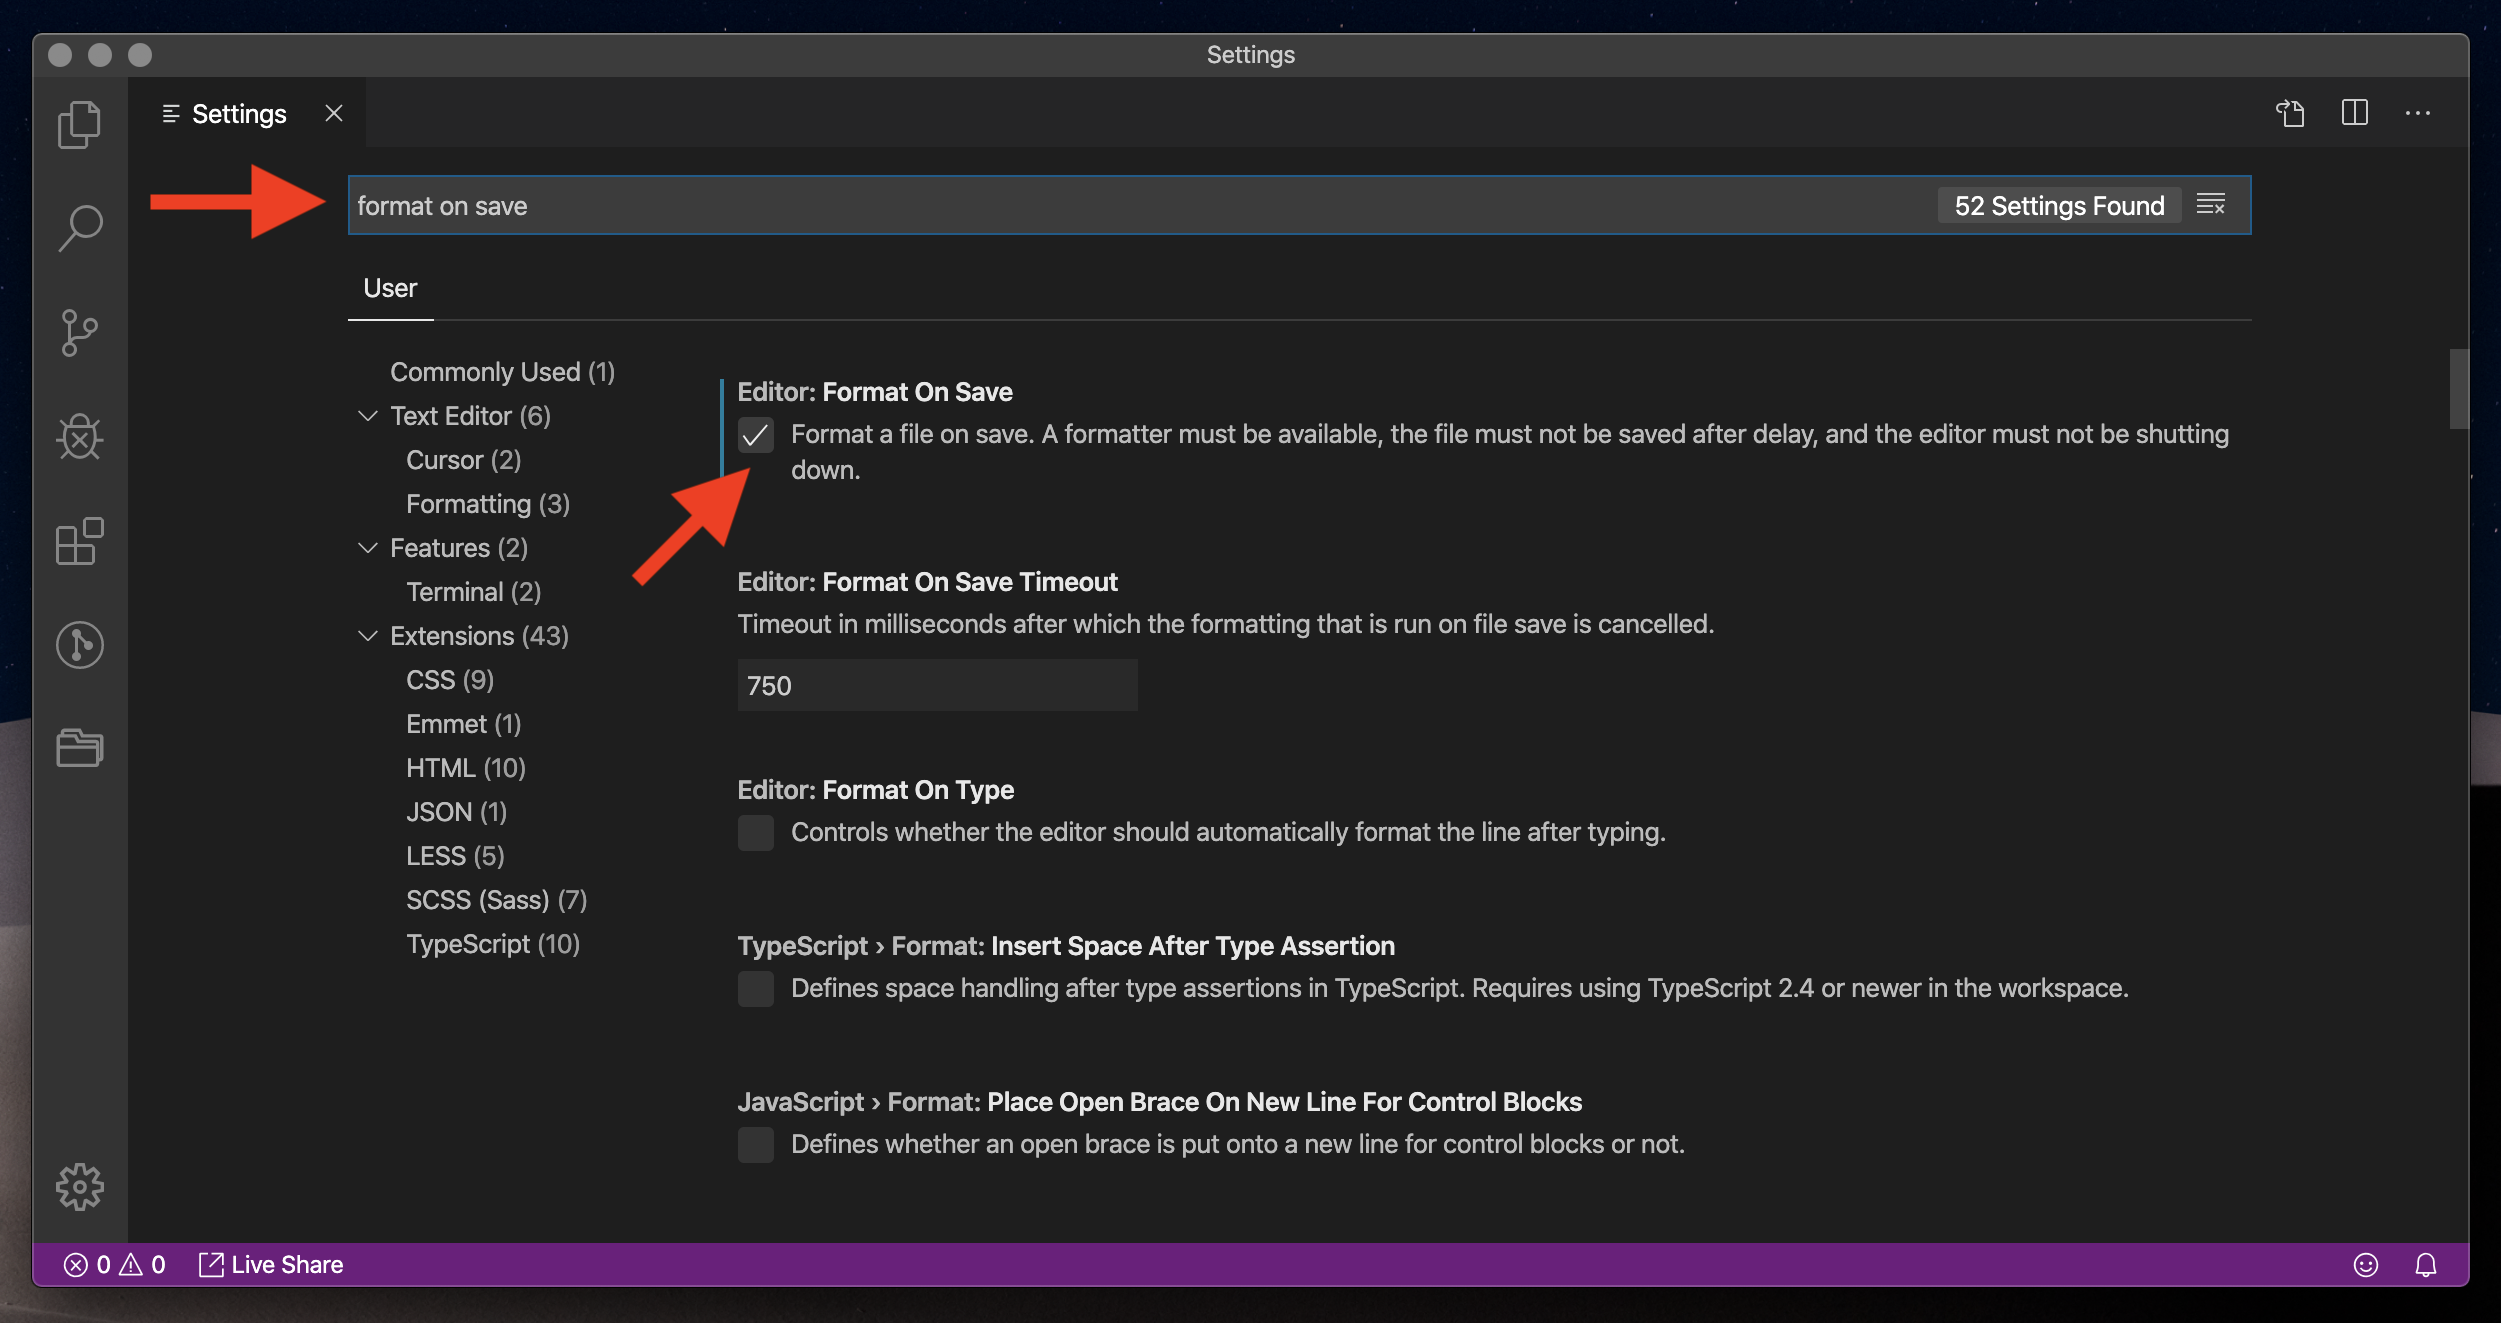 Settings
Settings
format on save
52 Settings Found
User
Commonly Used (1)
Text Editor (6)
Cursor (2)
Formatting (3)
Features (2)
Terminal (2)
Extensions (43)
CSS (9)
Emmet (1)
HTML (10)
JSON (1)
LESS (5)
SCSS (Sass) (7)
TypeScript (10)
Editor: Format On Save
Format a file on save. A formatter must be available, the file must not be saved after delay, and the editor must not be shutting
down.
Editor: Format On Save Timeout
Timeout in milliseconds after which the formatting that is run on file save is cancelled.
750
Editor: Format On Type
Controls whether the editor should automatically format the line after typing.
TypeScript › Format: Insert Space After Type Assertion
Defines space handling after type assertions in TypeScript. Requires using TypeScript 2.4 or newer in the workspace.
JavaScript › Format: Place Open Brace On New Line For Control Blocks
Defines whether an open brace is put onto a new line for control blocks or not.
0 0 Live Share